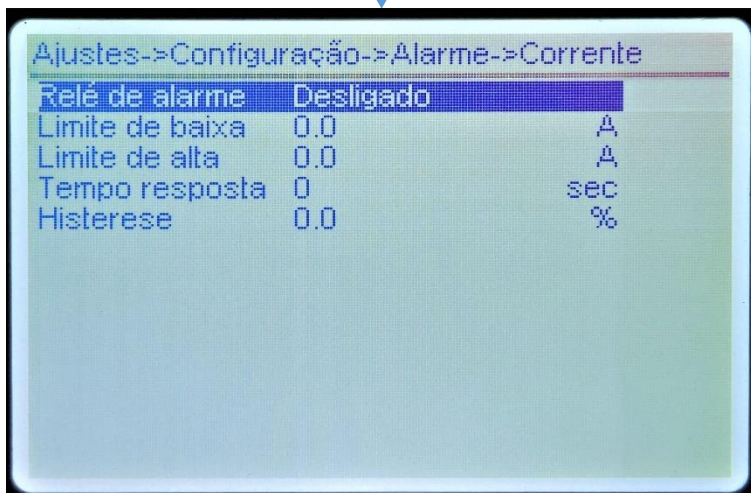 Ajustes->Configuração->Alarme->Corrente
Relé de alarme Desligado
Limite de baixa 0.0 A
Limite de alta 0.0 A
Tempo resposta 0 sec
Histerese 0.0 %